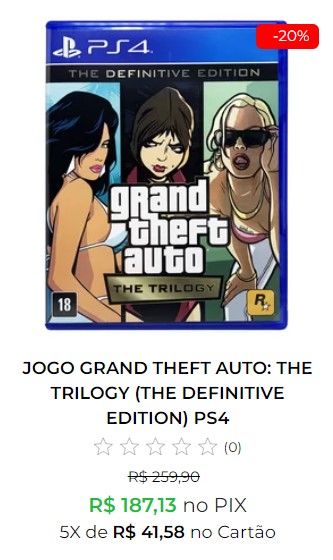 -20%
PS4
THE DEFINITIVE EDITION
grand
theft
auto
THE TRILOGY
18
R
JOGO GRAND THEFT AUTO: THE
TRILOGY (THE DEFINITIVE
EDITION) PS4
(0)
R$ 259,90
R$ 187,13 no PIX
5X de R$ 41,58 no Cartão